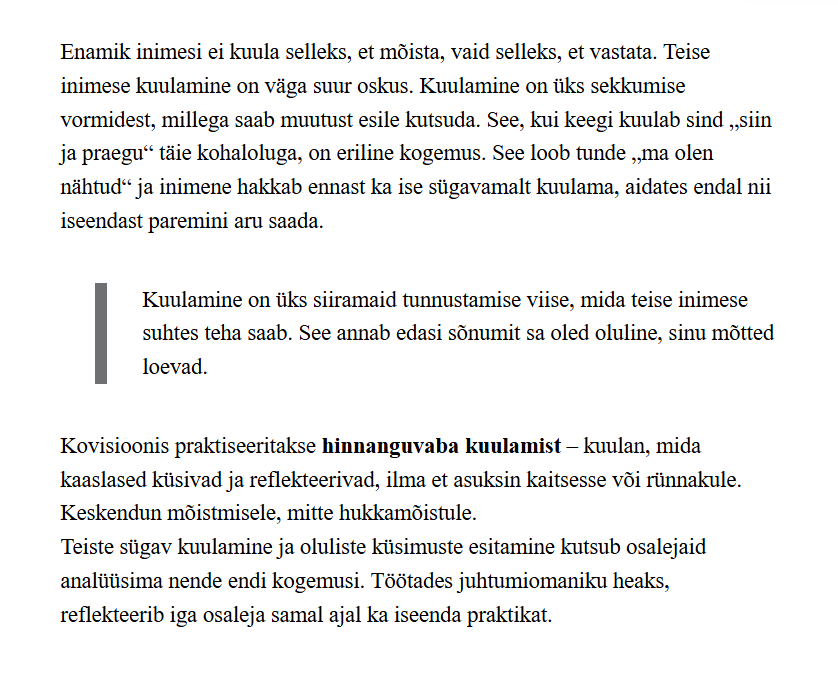 Enamik inimesi ei kuula selleks, et mõista, vaid selleks, et vastata. Teise
inimese kuulamine on väga suur oskus. Kuulamine on üks sekkumise
vormidest, millega saab muutust esile kutsuda. See, kui keegi kuulab sind „siin
ja praegu“ täie kohaloluga, on eriline kogemus. See loob tunde „ma olen
nähtud“ ja inimene hakkab ennast ka ise sügavamalt kuulama, aidates endal nii
iseendast paremini aru saada.
Kuulamine on üks siiramaid tunnustamise viise, mida teise inimese
suhtes teha saab. See annab edasi sõnumit sa oled oluline, sinu mõtted
loevad.
Kovisioonis praktiseeritakse hinnanguvaba kuulamist – kuulan, mida
kaaslased küsivad ja reflekteerivad, ilma et asuksin kaitsesse või rünnakule.
Keskendun mõistmisele, mitte hukkamõistule.
Teiste sügav kuulamine ja oluliste küsimuste esitamine kutsub osalejaid
analüüsima nende endi kogemusi. Töötades juhtumiomaniku heaks,
reflekteerib iga osaleja samal ajal ka iseenda praktikat.